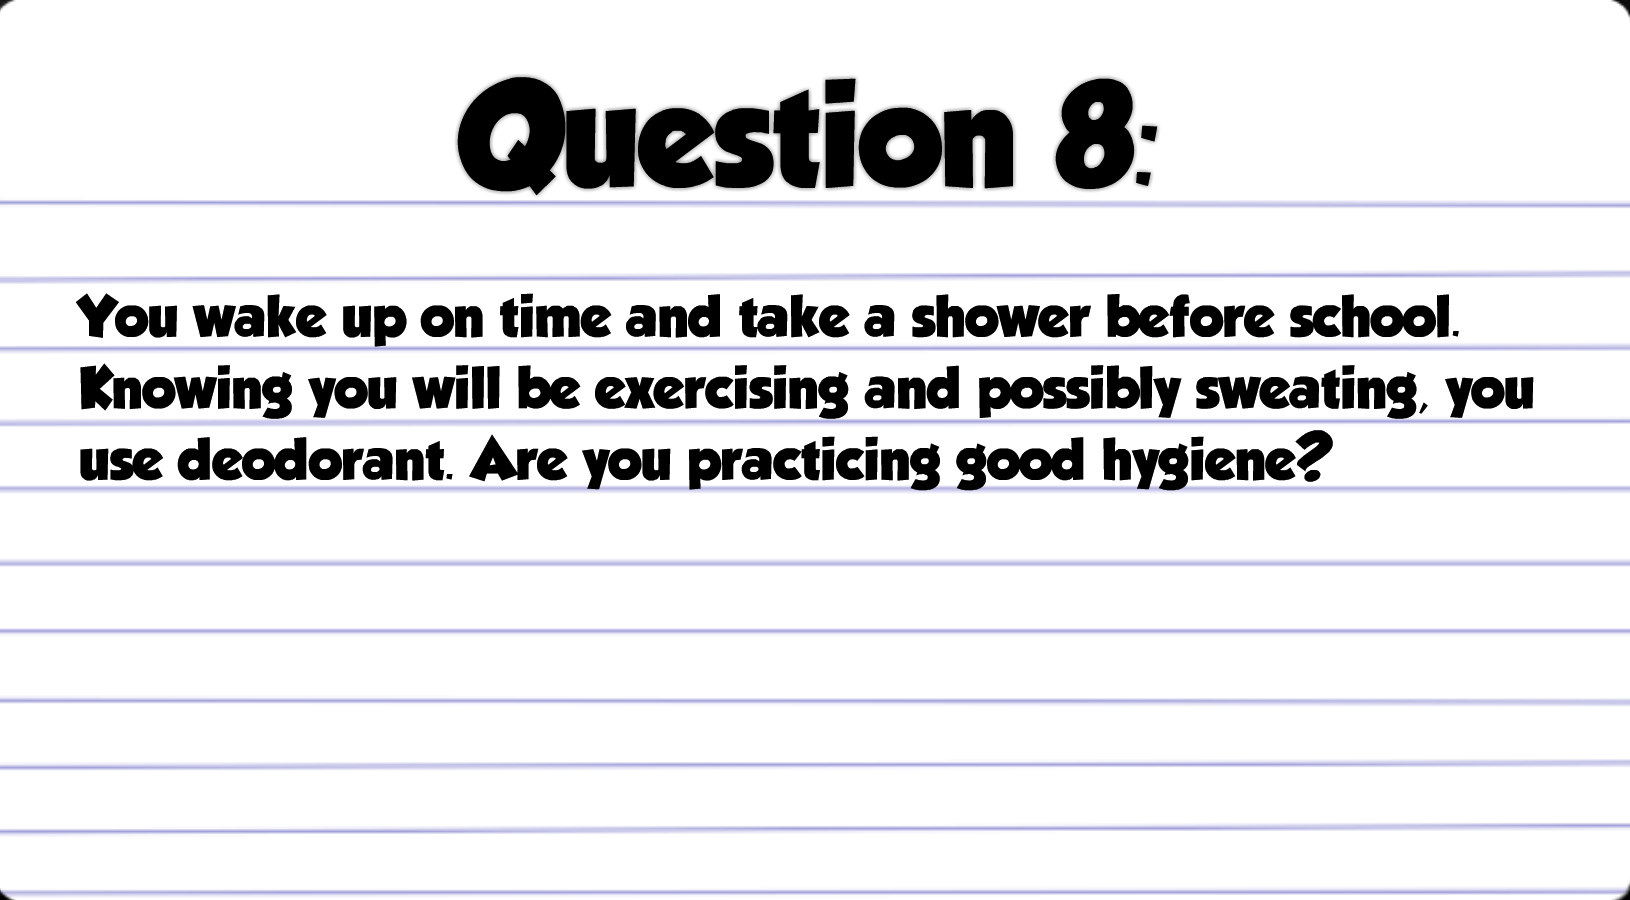 Question 8:
You wake up on time and take a shower before school.
Knowing you will be exercising and possibly sweating, you
use deodorant. Are you practicing good hygiene?